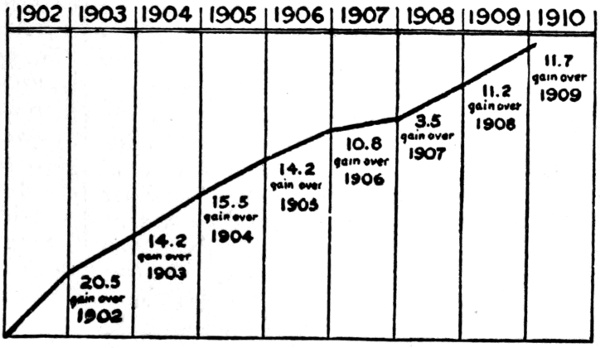 1902 1903 1904 1905 1906 1907 1908 1909 1910
20.5
gain over
1902
14.2
gain over
1903
15.5
gain over
1904
14.2
gain over
1905
10.8
gain over
1906
3.5
gain over
1907
11.2
gain over
1908
11.7
gain over
1909